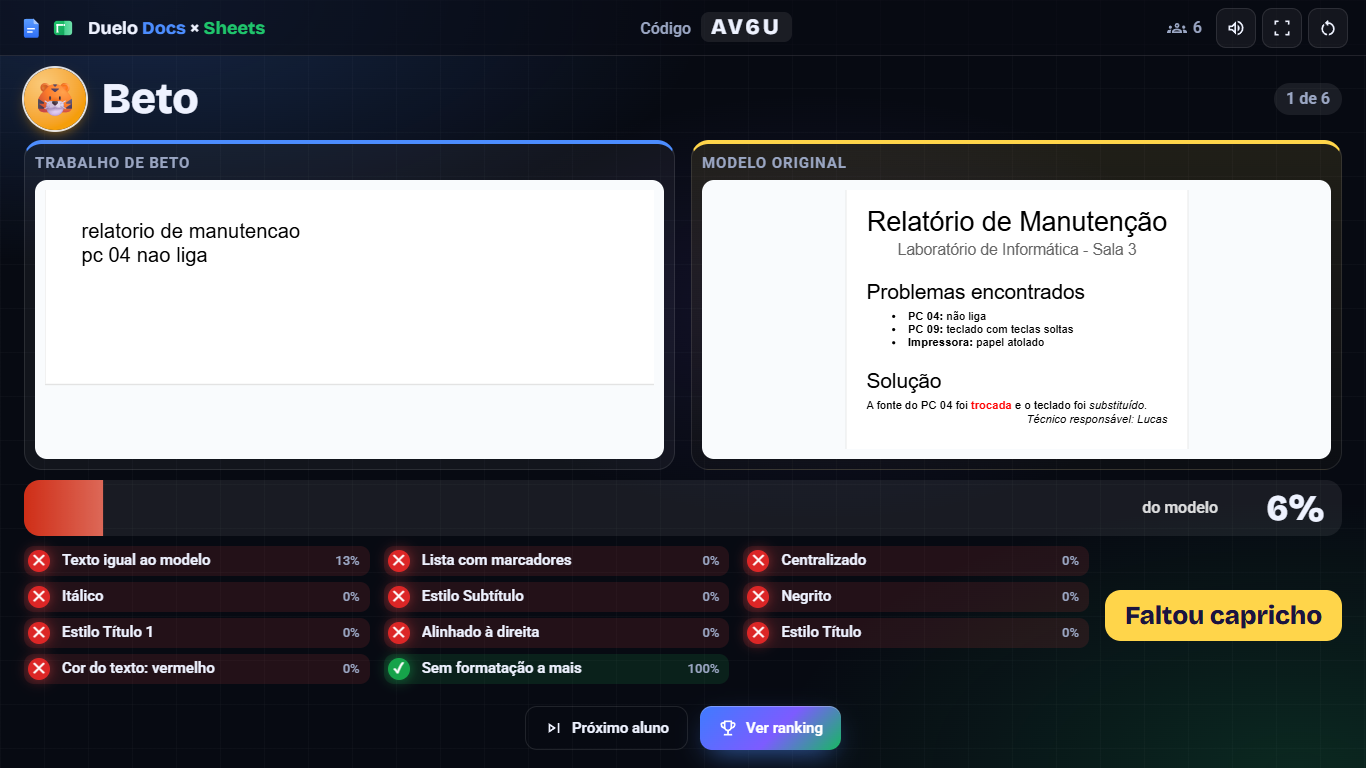 Duelo Docs × Sheets
Código AV6U
6
Beto
1 de 6
TRABALHO DE BETO
relatorio de manutencao
pc 04 nao liga
MODELO ORIGINAL
Relatório de Manutenção
Laboratório de Informática - Sala 3
Problemas encontrados
• PC 04: não liga
• PC 09: teclado com teclas soltas
• Impressora: papel atolado
Solução
A fonte do PC 04 foi trocada e o teclado foi substituído.
Técnico responsável: Lucas
do modelo 6%
Texto igual ao modelo 13%
Lista com marcadores 0%
Centralizado 0%
Itálico 0%
Estilo Subtítulo 0%
Negrito 0%
Estilo Título 1 0%
Alinhado à direita 0%
Estilo Título 0%
Cor do texto: vermelho 0%
Sem formatação a mais 100%
Faltou capricho
Próximo aluno
Ver ranking